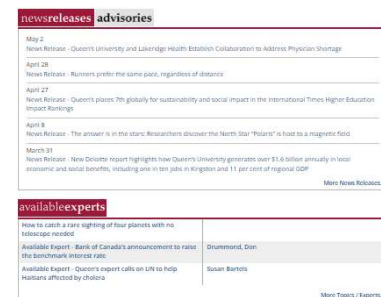 newsreleases advisories
May 2
News Release - Queen's University and Lakeridge Health Establish Collaboration to Address Physician Shortage
April 28
News Release - Runners prefer the same pace, regardless of distance
April 27
News Release - Queen's places 7th globally for sustainability and social impact in the International Times Higher Education
Impact Rankings
April 8
News Release - The answer is in the stars: Researchers discover the North Star "Polaris" is host to a magnetic field
March 31
News Release - New Deloitte report highlights how Queen's University generates over $1.6 billion annually in local
economic and social benefits, including one in ten jobs in Kingston and 11 per cent of regional GDP
More News Releases
availableexperts
How to catch a rare sighting of four planets with no
telescope needed
Available Expert - Bank of Canada's announcement to raise
the benchmark interest rate
Drummond, Don
Available Expert - Queen's expert calls on UN to help
Haitians affected by cholera
Susan Bartels
More Topics / Experts